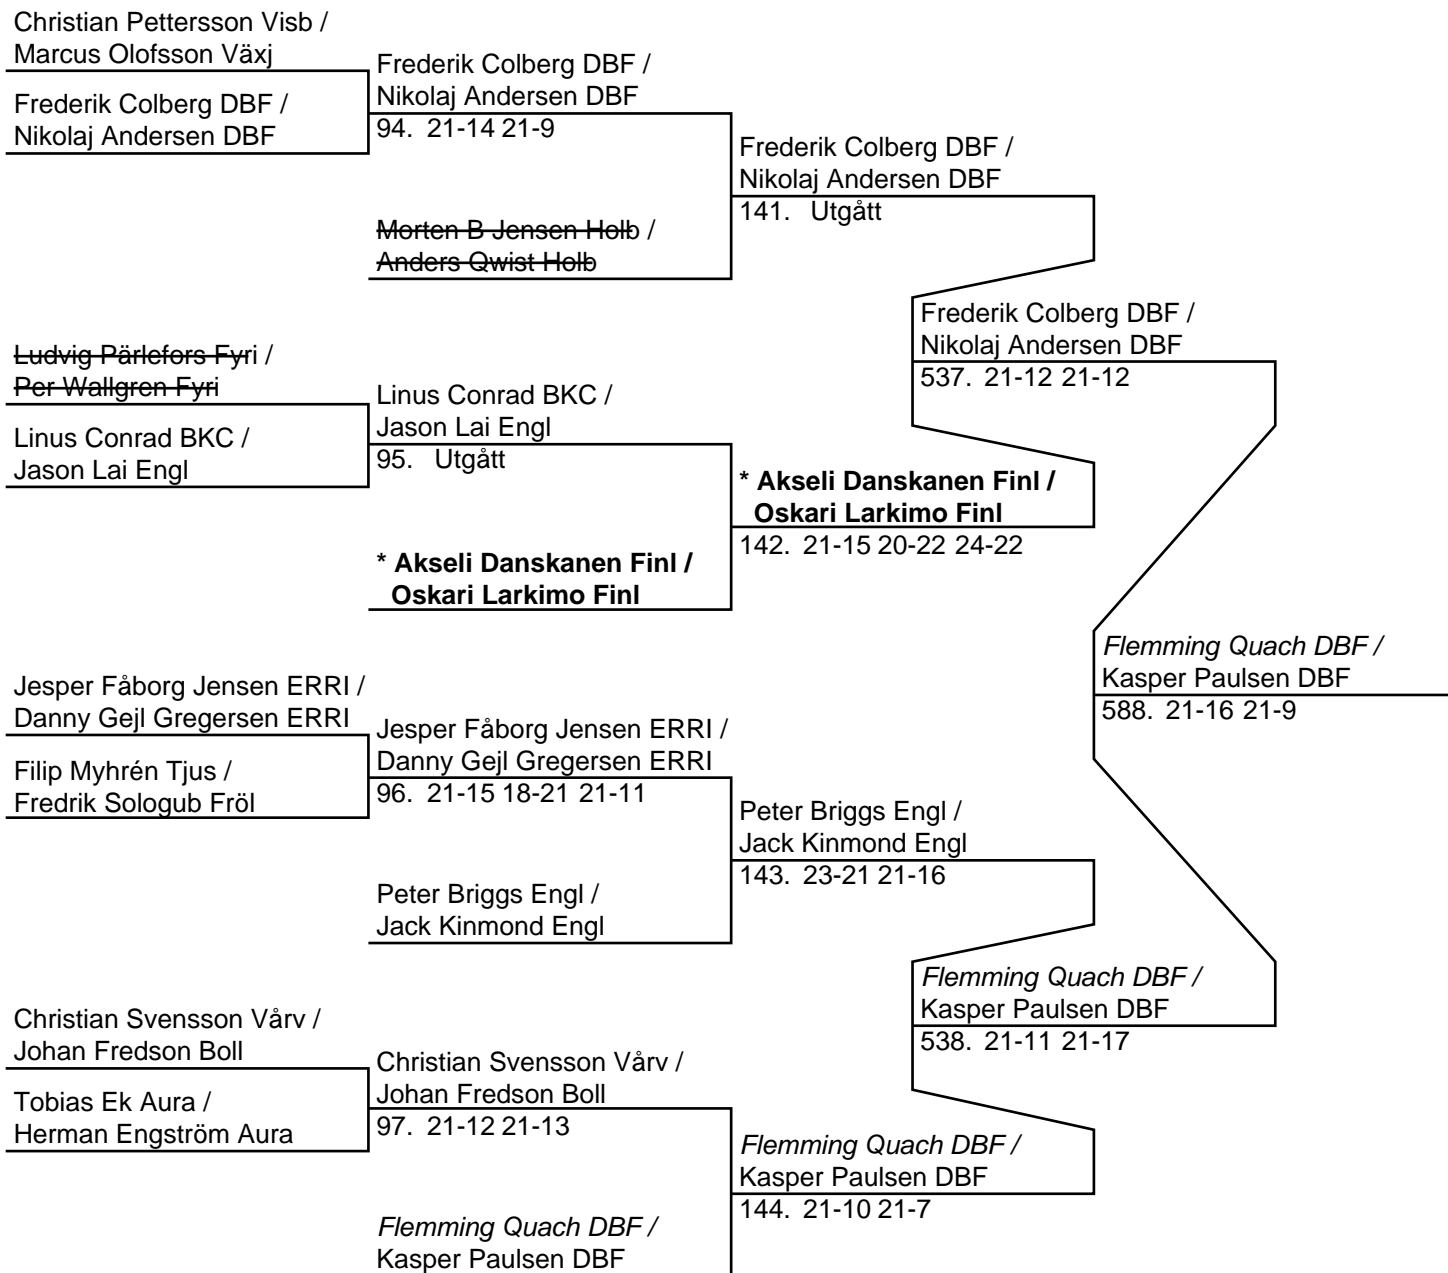 Christian Pettersson Visb /
Marcus Olofsson Växj
Frederik Colberg DBF /
Nikolaj Andersen DBF
Frederik Colberg DBF /
Nikolaj Andersen DBF
94. 21-14 21-9
Frederik Colberg DBF /
Nikolaj Andersen DBF
141. Utgått
Morten B Jensen Holb /
Anders Qwist Holb
Frederik Colberg DBF /
Nikolaj Andersen DBF
537. 21-12 21-12
Ludvig Pärlefors Fyri /
Per Wallgren Fyri
Linus Conrad BKC /
Jason Lai Engl
Linus Conrad BKC /
Jason Lai Engl
95. Utgått
* Akseli Danskanen Finl /
Oskari Larkimo Finl
142. 21-15 20-22 24-22
* Akseli Danskanen Finl /
Oskari Larkimo Finl
Flemming Quach DBF /
Kasper Paulsen DBF
588. 21-16 21-9
Jesper Fåborg Jensen ERRI /
Danny Gejl Gregersen ERRI
Filip Myhrén Tjus /
Fredrik Sologub Fröl
Jesper Fåborg Jensen ERRI /
Danny Gejl Gregersen ERRI
96. 21-15 18-21 21-11
Peter Briggs Engl /
Jack Kinmond Engl
143. 23-21 21-16
Peter Briggs Engl /
Jack Kinmond Engl
Flemming Quach DBF /
Kasper Paulsen DBF
538. 21-11 21-17
Christian Svensson Vårv /
Johan Fredson Boll
Tobias Ek Aura /
Herman Engström Aura
Christian Svensson Vårv /
Johan Fredson Boll
97. 21-12 21-13
Flemming Quach DBF /
Kasper Paulsen DBF
144. 21-10 21-7
Flemming Quach DBF /
Kasper Paulsen DBF